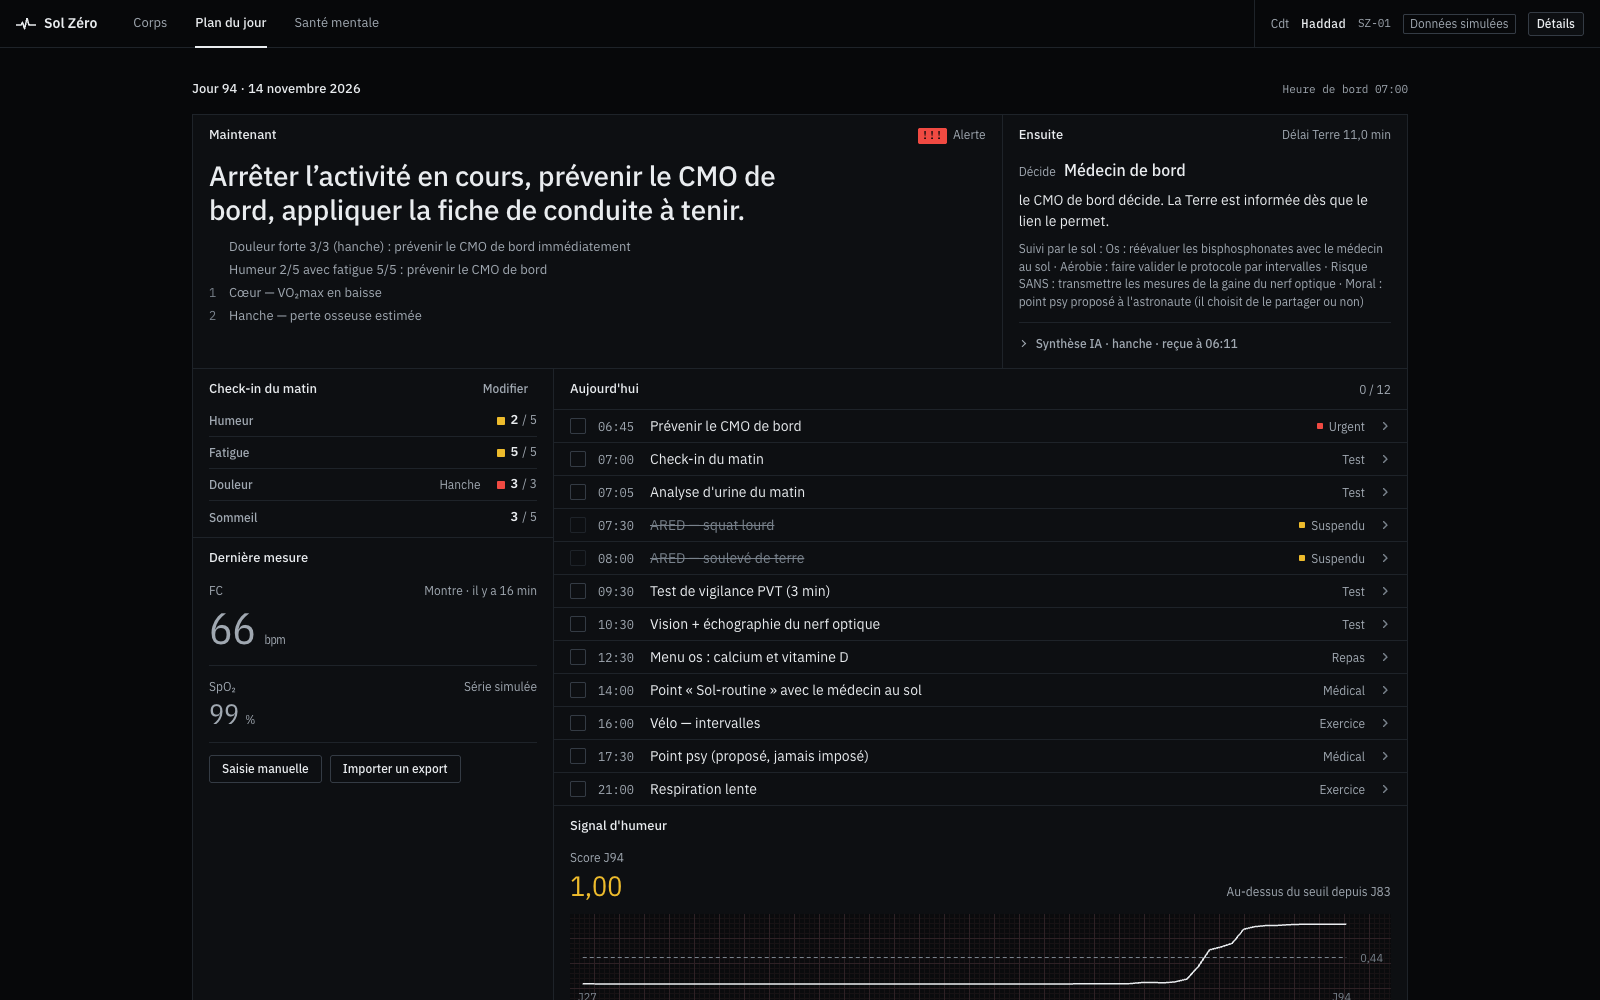 Sol Zéro
Corps
Plan du jour
Santé mentale
Cdt Haddad SZ-01 Données simulées Détails
Jour 94 · 14 novembre 2026
Heure de bord 07:00
Maintenant
!!! Alerte
Arrêter l’activité en cours, prévenir le CMO de
bord, appliquer la fiche de conduite à tenir.
Douleur forte 3/3 (hanche) : prévenir le CMO de bord immédiatement
Humeur 2/5 avec fatigue 5/5 : prévenir le CMO de bord
1 Cœur — VO₂max en baisse
2 Hanche — perte osseuse estimée
Ensuite
Délai Terre 11,0 min
Décide Médecin de bord
le CMO de bord décide. La Terre est informée dès que le
lien le permet.
Suivi par le sol : Os : réévaluer les bisphosphonates avec le médecin
au sol · Aérobie : faire valider le protocole par intervalles · Risque
SANS : transmettre les mesures de la gaine du nerf optique · Moral :
point psy proposé à l'astronaute (il choisit de le partager ou non)
Synthèse IA · hanche · reçue à 06:11
Check-in du matin
Modifier
Humeur 2 / 5
Fatigue 5 / 5
Douleur Hanche 3 / 3
Sommeil 3 / 5
Dernière mesure
FC Montre · il y a 16 min
66 bpm
SpO₂ Série simulée
99 %
Saisie manuelle
Importer un export
Aujourd'hui
0 / 12
06:45 Prévenir le CMO de bord Urgent
07:00 Check-in du matin Test
07:05 Analyse d'urine du matin Test
07:30 ARED — squat lourd Suspendu
08:00 ARED — soulevé de terre Suspendu
09:30 Test de vigilance PVT (3 min) Test
10:30 Vision + échographie du nerf optique Test
12:30 Menu os : calcium et vitamine D Repas
14:00 Point « Sol-routine » avec le médecin au sol Médical
16:00 Vélo — intervalles Exercice
17:30 Point psy (proposé, jamais imposé) Médical
21:00 Respiration lente Exercice
Signal d'humeur
Score J94
1,00
Au-dessus du seuil depuis J83
0,44
J27
J94